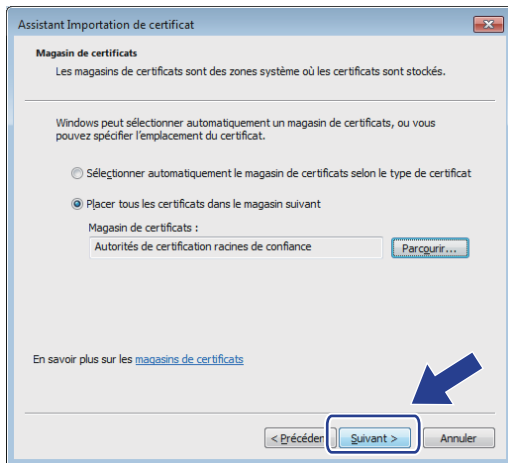 Assistant Importation de certificat
Magasin de certificats
Les magasins de certificats sont des zones système où les certificats sont stockés.
Windows peut sélectionner automatiquement un magasin de certificats, ou vous
pouvez spécifier l'emplacement du certificat.
Sélectionner automatiquement le magasin de certificats selon le type de certificat
Placer tous les certificats dans le magasin suivant
Magasin de certificats :
Autorités de certification racines de confiance
Parcourir...
En savoir plus sur les magasins de certificats
< Précéden Suivant > Annuler